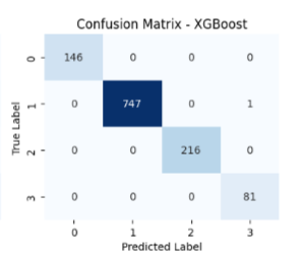 Confusion Matrix - XGBoost
True Label
0 146 0 0 0
1 0 747 0 1
2 0 0 216 0
3 0 0 0 81
0 1 2 3
Predicted Label